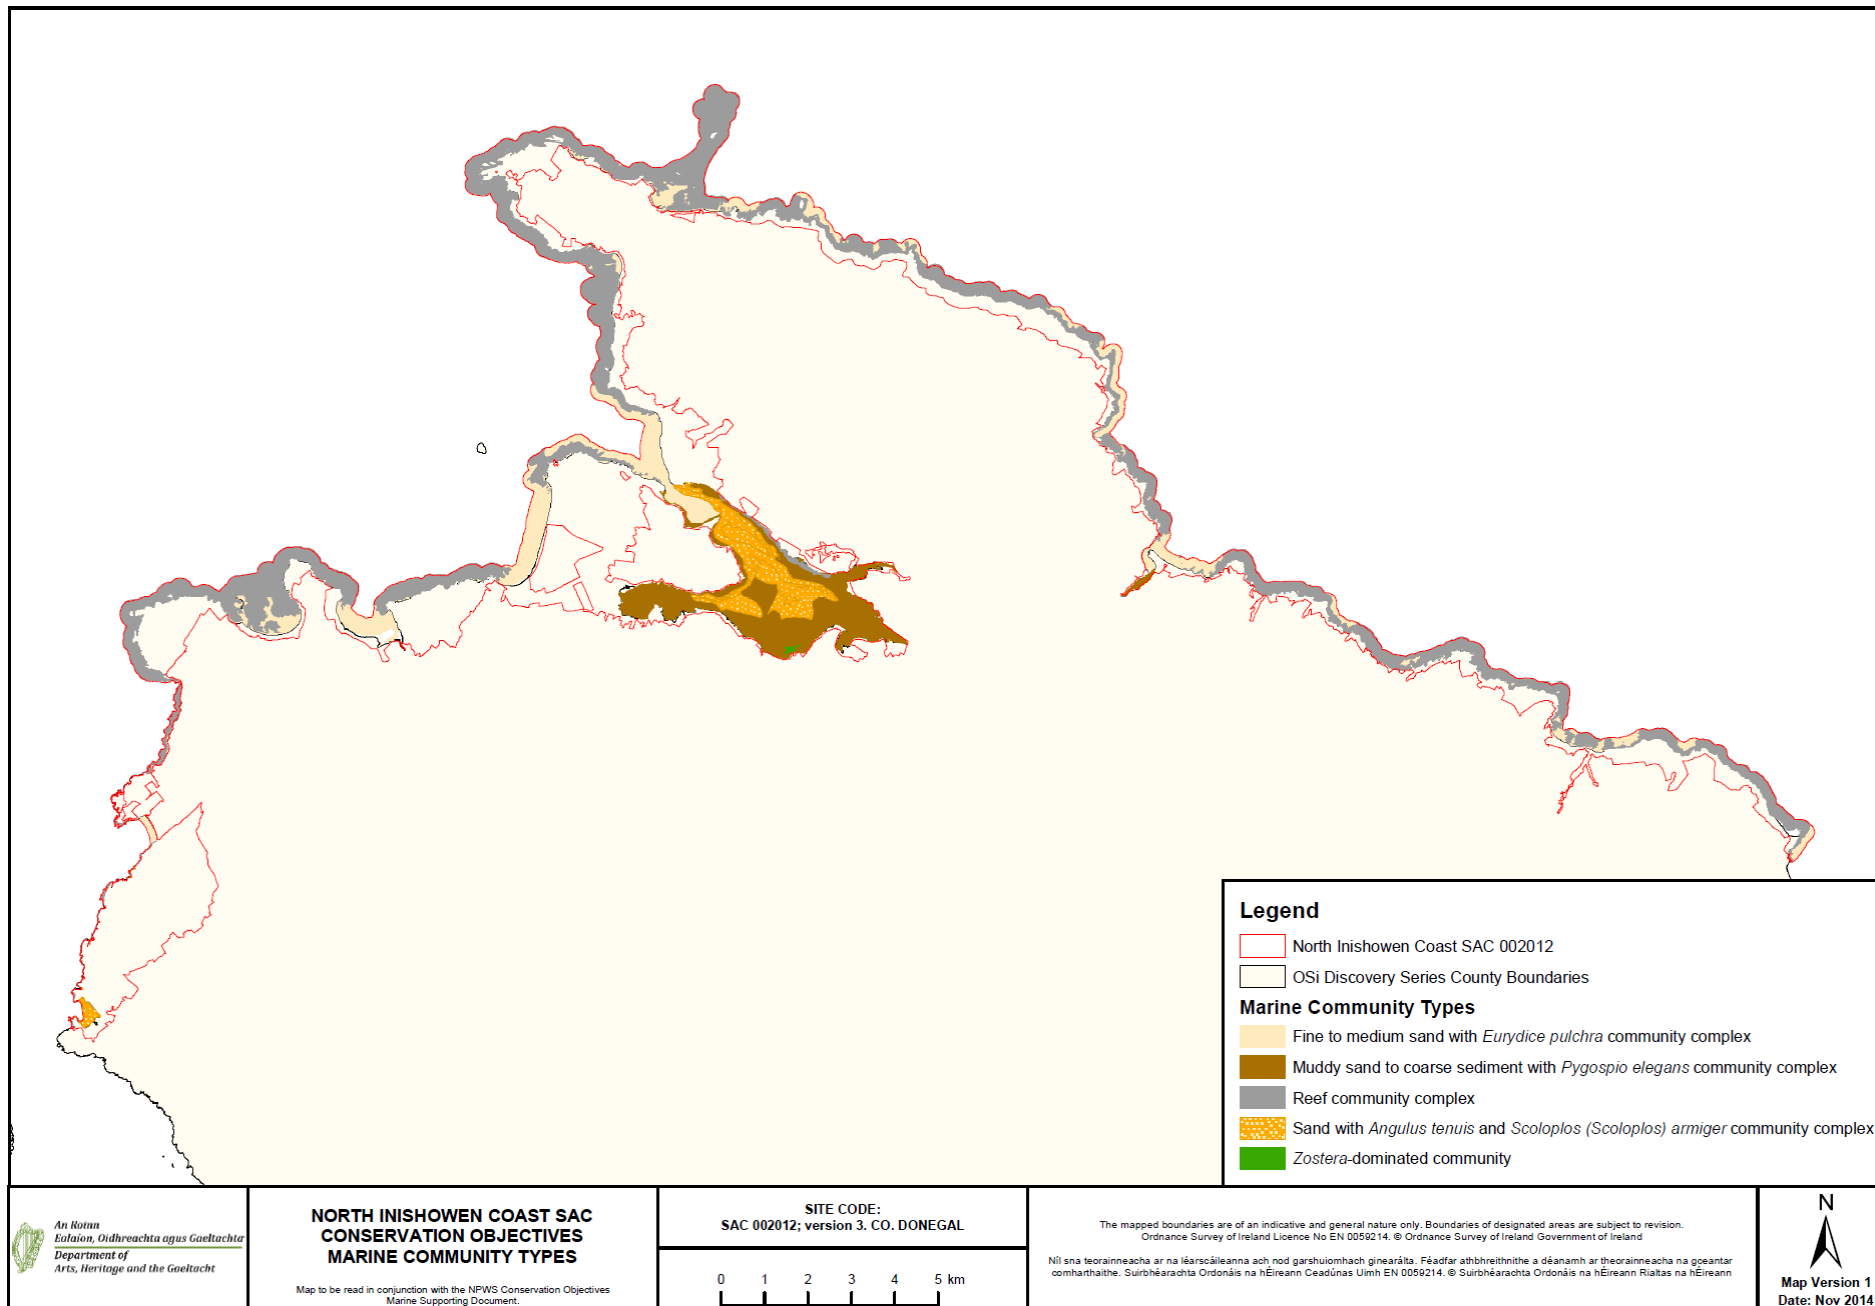 Legend
North Inishowen Coast SAC 002012
OSi Discovery Series County Boundaries
Marine Community Types
Fine to medium sand with Eurydice pulchra community complex
Muddy sand to coarse sediment with Pygospio elegans community complex
Reef community complex
Sand with Angulus tenuis and Scoloplos (Scoloplos) armiger community complex
Zostera-dominated community
An Roinn
Ealaíon, Oidhreachta agus Gaeltachta
Department of
Arts, Heritage and the Gaeltacht
NORTH INISHOWEN COAST SAC
CONSERVATION OBJECTIVES
MARINE COMMUNITY TYPES
Map to be read in conjunction with the NPWS Conservation Objectives
Marine Supporting Document.
SITE CODE:
SAC 002012; version 3. CO. DONEGAL
0 1 2 3 4 5 km
The mapped boundaries are of an indicative and general nature only. Boundaries of designated areas are subject to revision.
Ordnance Survey of Ireland Licence No EN 0059214. © Ordnance Survey of Ireland Government of Ireland
Níl sna teorainneacha ar na léarscáileanna ach nod garshuiomhach ginearálta. Féadfar athbhreithnithe a déanamh ar theorainneacha na gceantar
comharthaithe. Suirbhéarachta Ordonáis na hÉireann Ceadúnas Uimh EN 0059214. © Suirbhéarachta Ordonáis na hÉireann Rialtas na hÉireann
N
Map Version 1
Date: Nov 2014